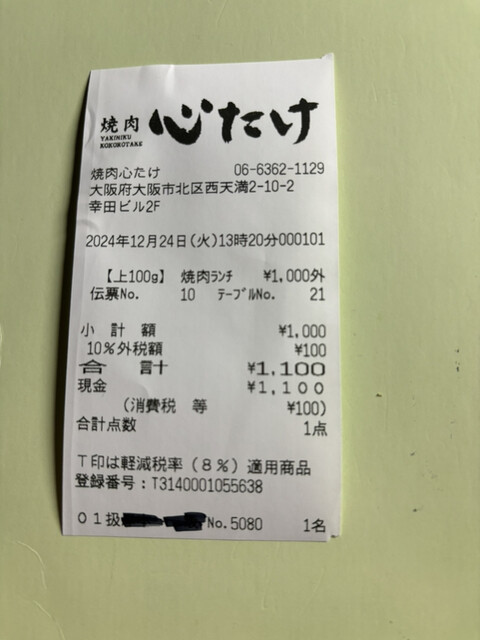 焼肉 心たけ
YAKINIKU
KOKOROTAKE
焼肉心たけ 06-6362-1129
大阪府大阪市北区西天満2-10-2
幸田ビル2F
2024年12月24日(火)13時20分000101
【上100g】 焼肉ランチ ¥1,000外
伝票No. 10 テーブルNo. 21
小計額 ¥1,000
10%外税額 ¥100
合計 ¥1,100
現金 ¥1,100
(消費税 等 ¥100)
合計点数 1点
T印は軽減税率(8%)適用商品
登録番号:T3140001055638
01扱 No.5080 1名